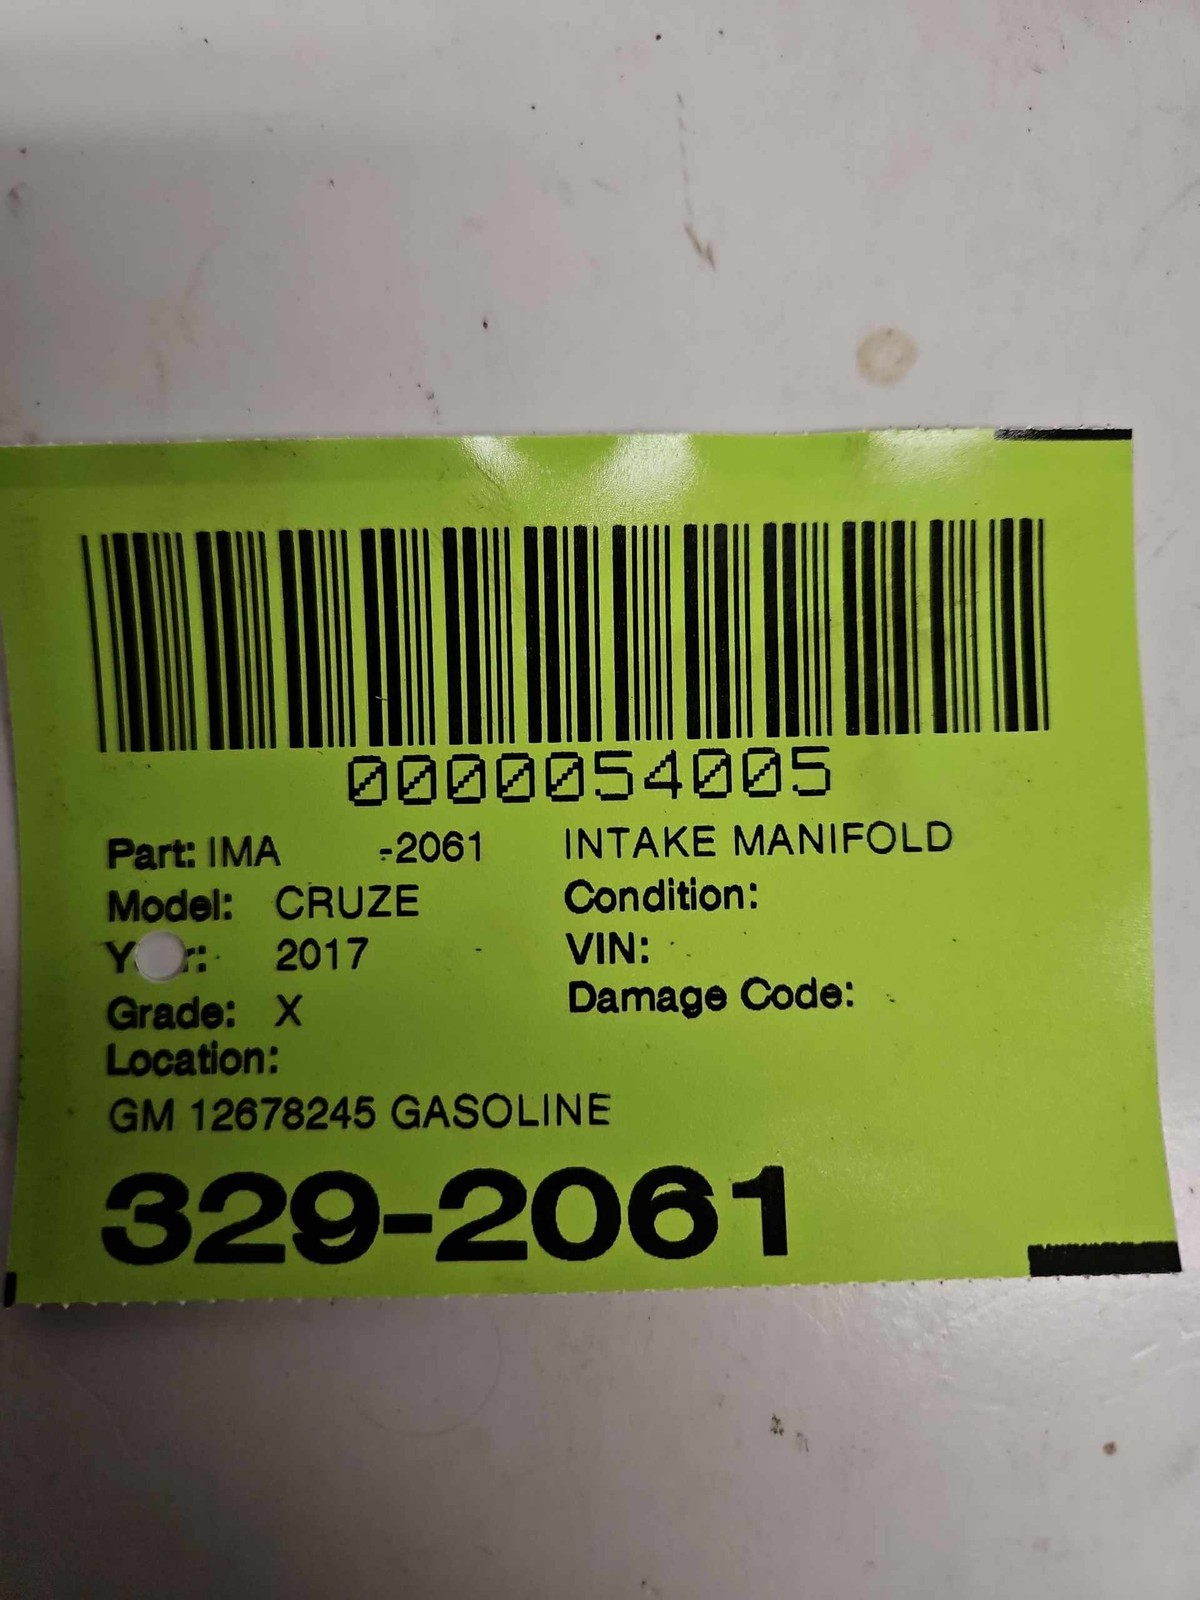 0000054005
Part: IMA -2061 INTAKE MANIFOLD
Model: CRUZE Condition:
2017 VIN:
Grade: X Damage Code:
Location:
GM 12678245 GASOLINE
329-2061